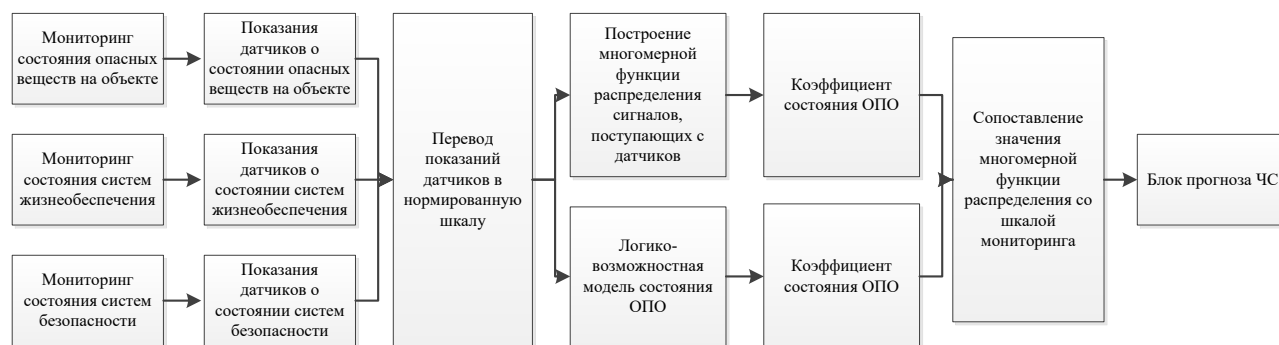 Мониторинг
состояния опасных
веществ на объекте
Показания
датчиков о
состоянии опасных
веществ на объекте
Мониторинг
состояния систем
жизнеобеспечения
Показания
датчиков о
состоянии систем
жизнеобеспечения
Мониторинг
состояния систем
безопасности
Показания
датчиков о
состоянии систем
безопасности
Перевод
показаний
датчиков в
нормированную
шкалу
Построение
многомерной
функции
распределения
сигналов,
поступающих с
датчиков
Коэффициент
состояния ОПО
Логико-
возможностная
модель состояния
ОПО
Коэффициент
состояния ОПО
Сопоставление
значения
многомерной
функции
распределения со
шкалой
мониторинга
Блок прогноза ЧС